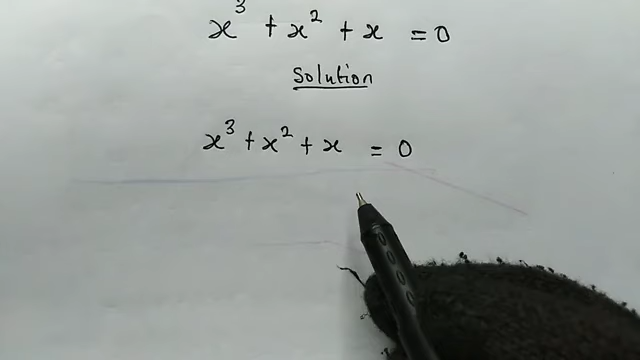 x³ + x² + x = 0
Solution
x³ + x² + x = 0